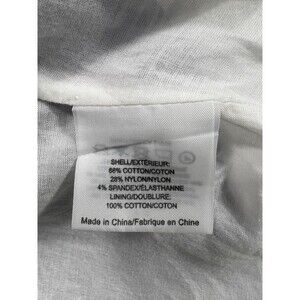 SHELL/EXTÉRIEUR:
68% COTTON/COTON
28% NYLON/NYLON
4% SPANDEX/ÉLASTHANNE
LINING/DOUBLURE:
100% COTTON/COTON
Made in China/Fabrique en Chine